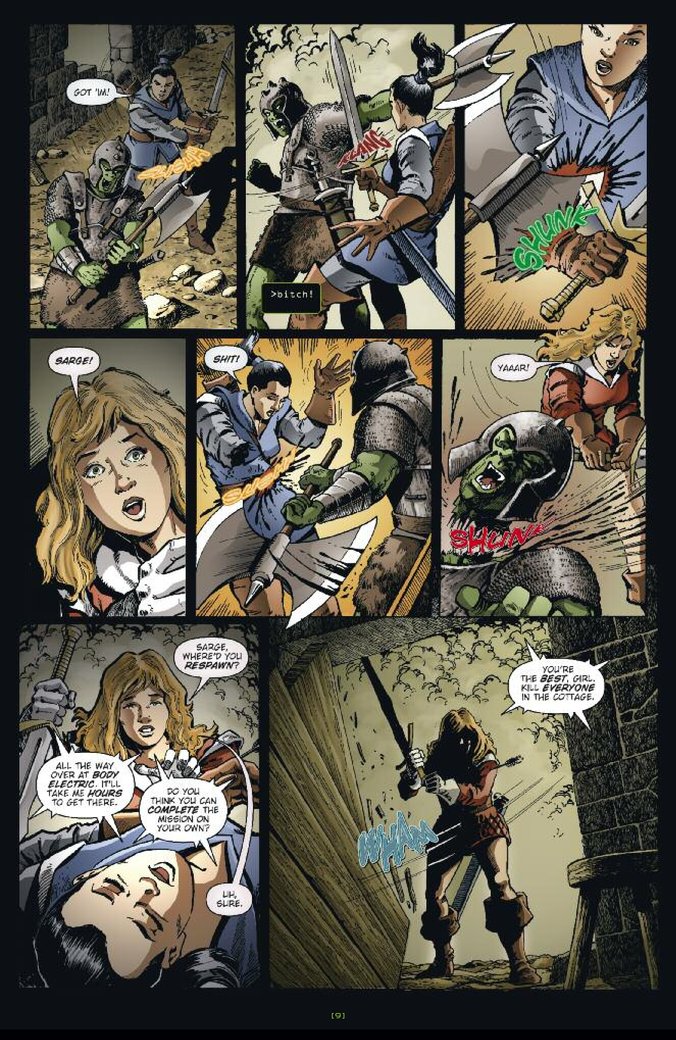 GOT 'IM!
CLANG
>bitch!
SHUNK
SARGE!
SHIT!
YAAAR!
SHUNK
SARGE,
WHERE'D YOU
RESPAWN?
ALL THE WAY
OVER AT BODY
ELECTRIC. IT'LL
TAKE ME HOURS
TO GET THERE.
DO YOU
THINK YOU CAN
COMPLETE THE
MISSION ON
YOUR OWN?
UH,
SURE.
YOU'RE
THE BEST, GIRL.
KILL EVERYONE
IN THE COTTAGE.
WHAM
[9]